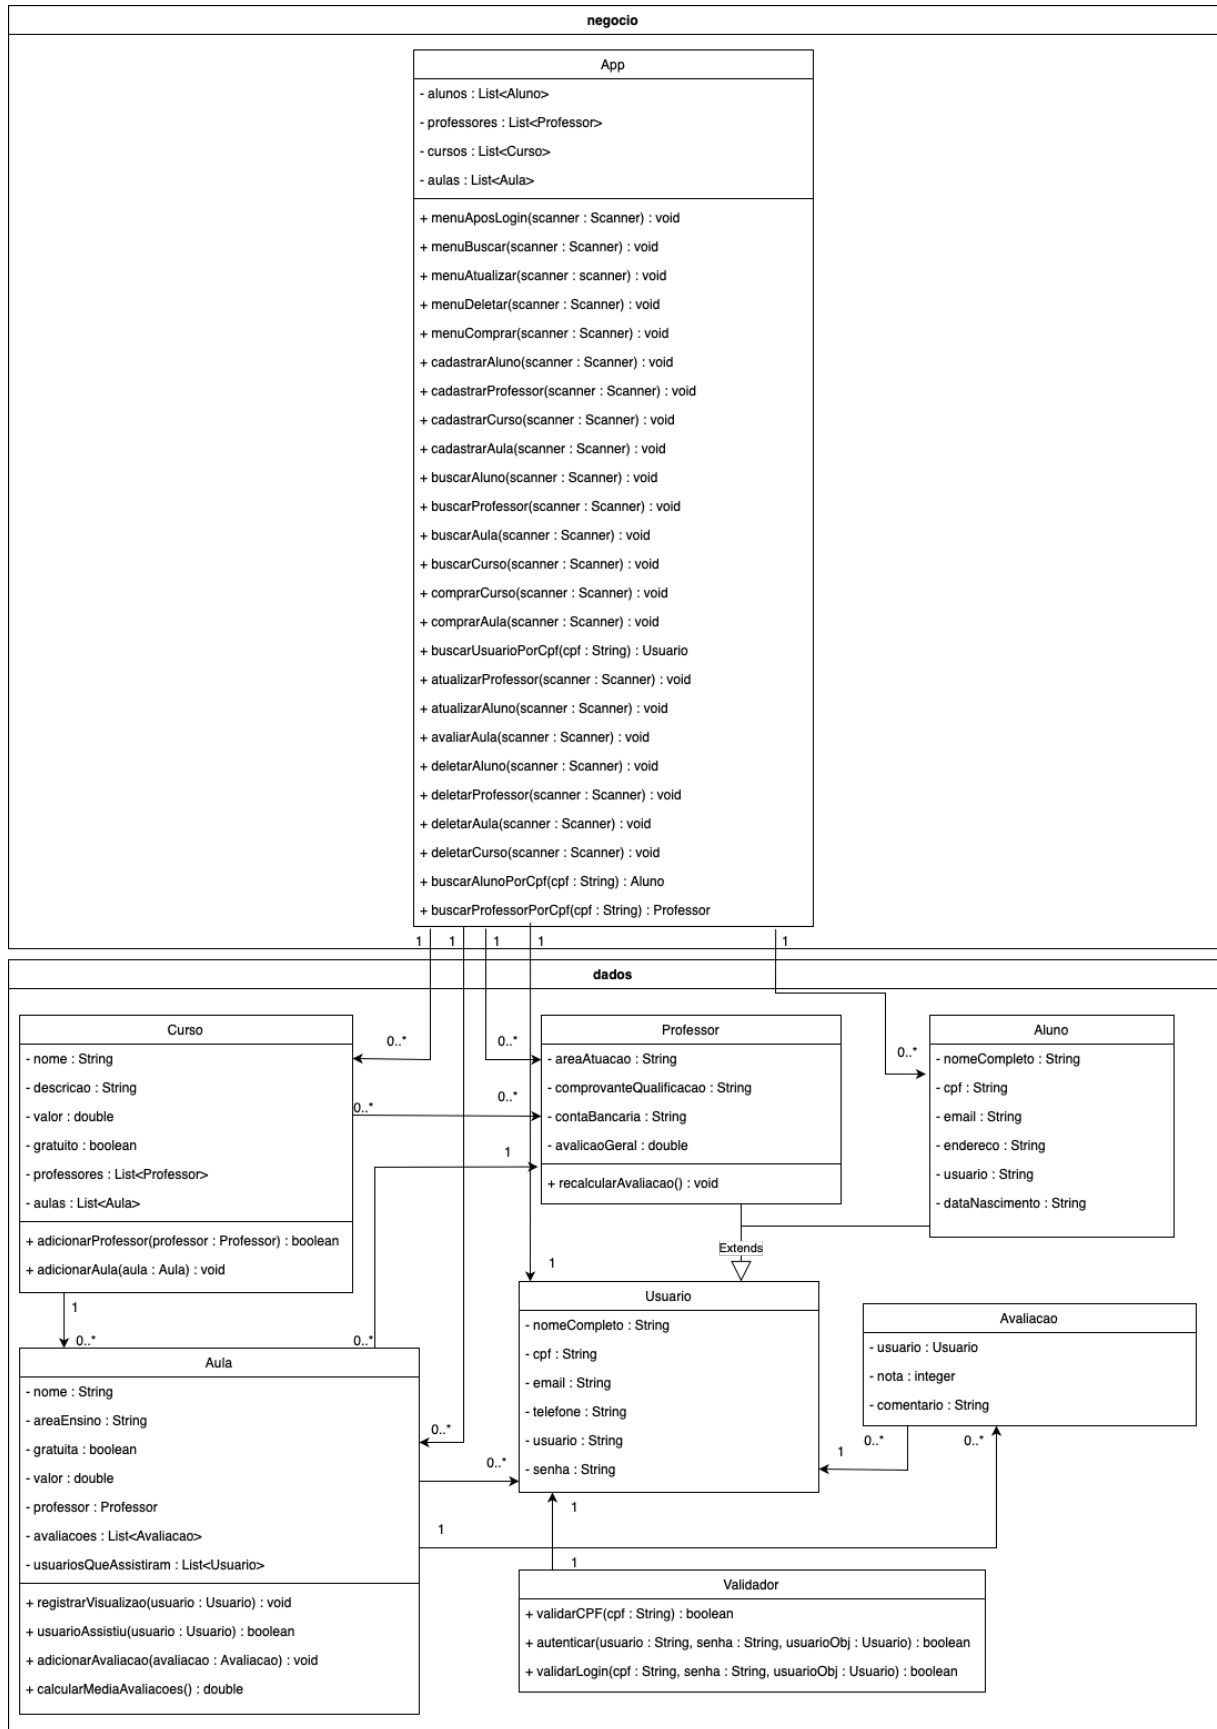 negocio
App
- alunos : List<Aluno>
- professores : List<Professor>
- cursos : List<Curso>
- aulas : List<Aula>
+ menuAposLogin(scanner : Scanner) : void
+ menuBuscar(scanner : Scanner) : void
+ menuAtualizar(scanner : scanner) : void
+ menuDeletar(scanner : Scanner) : void
+ menuComprar(scanner : Scanner) : void
+ cadastrarAluno(scanner : Scanner) : void
+ cadastrarProfessor(scanner : Scanner) : void
+ cadastrarCurso(scanner : Scanner) : void
+ cadastrarAula(scanner : Scanner) : void
+ buscarAluno(scanner : Scanner) : void
+ buscarProfessor(scanner : Scanner) : void
+ buscarAula(scanner : Scanner) : void
+ buscarCurso(scanner : Scanner) : void
+ comprarCurso(scanner : Scanner) : void
+ comprarAula(scanner : Scanner) : void
+ buscarUsuarioPorCpf(cpf : String) : Usuario
+ atualizarProfessor(scanner : Scanner) : void
+ atualizarAluno(scanner : Scanner) : void
+ avaliarAula(scanner : Scanner) : void
+ deletarAluno(scanner : Scanner) : void
+ deletarProfessor(scanner : Scanner) : void
+ deletarAula(scanner : Scanner) : void
+ deletarCurso(scanner : Scanner) : void
+ buscarAlunoPorCpf(cpf : String) : Aluno
+ buscarProfessorPorCpf(cpf : String) : Professor
1 1 1 1 1
dados
Curso
- nome : String
- descricao : String
- valor : double
- gratuito : boolean
- professores : List<Professor>
- aulas : List<Aula>
+ adicionarProfessor(professor : Professor) : boolean
+ adicionarAula(aula : Aula) : void
0..*
0..*
0..*
0..*
1
Professor
- areaAtuacao : String
- comprovanteQualificacao : String
- contaBancaria : String
- avalicaoGeral : double
+ recalcularAvaliacao() : void
0..*
Aluno
- nomeCompleto : String
- cpf : String
- email : String
- endereco : String
- usuario : String
- dataNascimento : String
Extends
1
1
0..*
0..*
Aula
- nome : String
- areaEnsino : String
- gratuita : boolean
- valor : double
- professor : Professor
- avaliacoes : List<Avaliacao>
- usuariosQueAssistiram : List<Usuario>
+ registrarVisualizao(usuario : Usuario) : void
+ usuarioAssistiu(usuario : Usuario) : boolean
+ adicionarAvaliacao(avaliacao : Avaliacao) : void
+ calcularMediaAvaliacoes() : double
0..*
0..*
1
Usuario
- nomeCompleto : String
- cpf : String
- email : String
- telefone : String
- usuario : String
- senha : String
Avaliacao
- usuario : Usuario
- nota : integer
- comentario : String
1
0..*
0..*
1
1
Validador
+ validarCPF(cpf : String) : boolean
+ autenticar(usuario : String, senha : String, usuarioObj : Usuario) : boolean
+ validarLogin(cpf : String, senha : String, usuarioObj : Usuario) : boolean